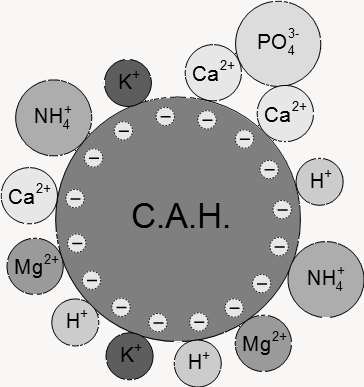 PO₄³⁻
K⁺
Ca²⁺
NH₄⁺
Ca²⁺
H⁺
Ca²⁺
C.A.H.
Mg²⁺
NH₄⁺
H⁺
Mg²⁺
K⁺
H⁺
− − − − − − − − − − − − − − − −